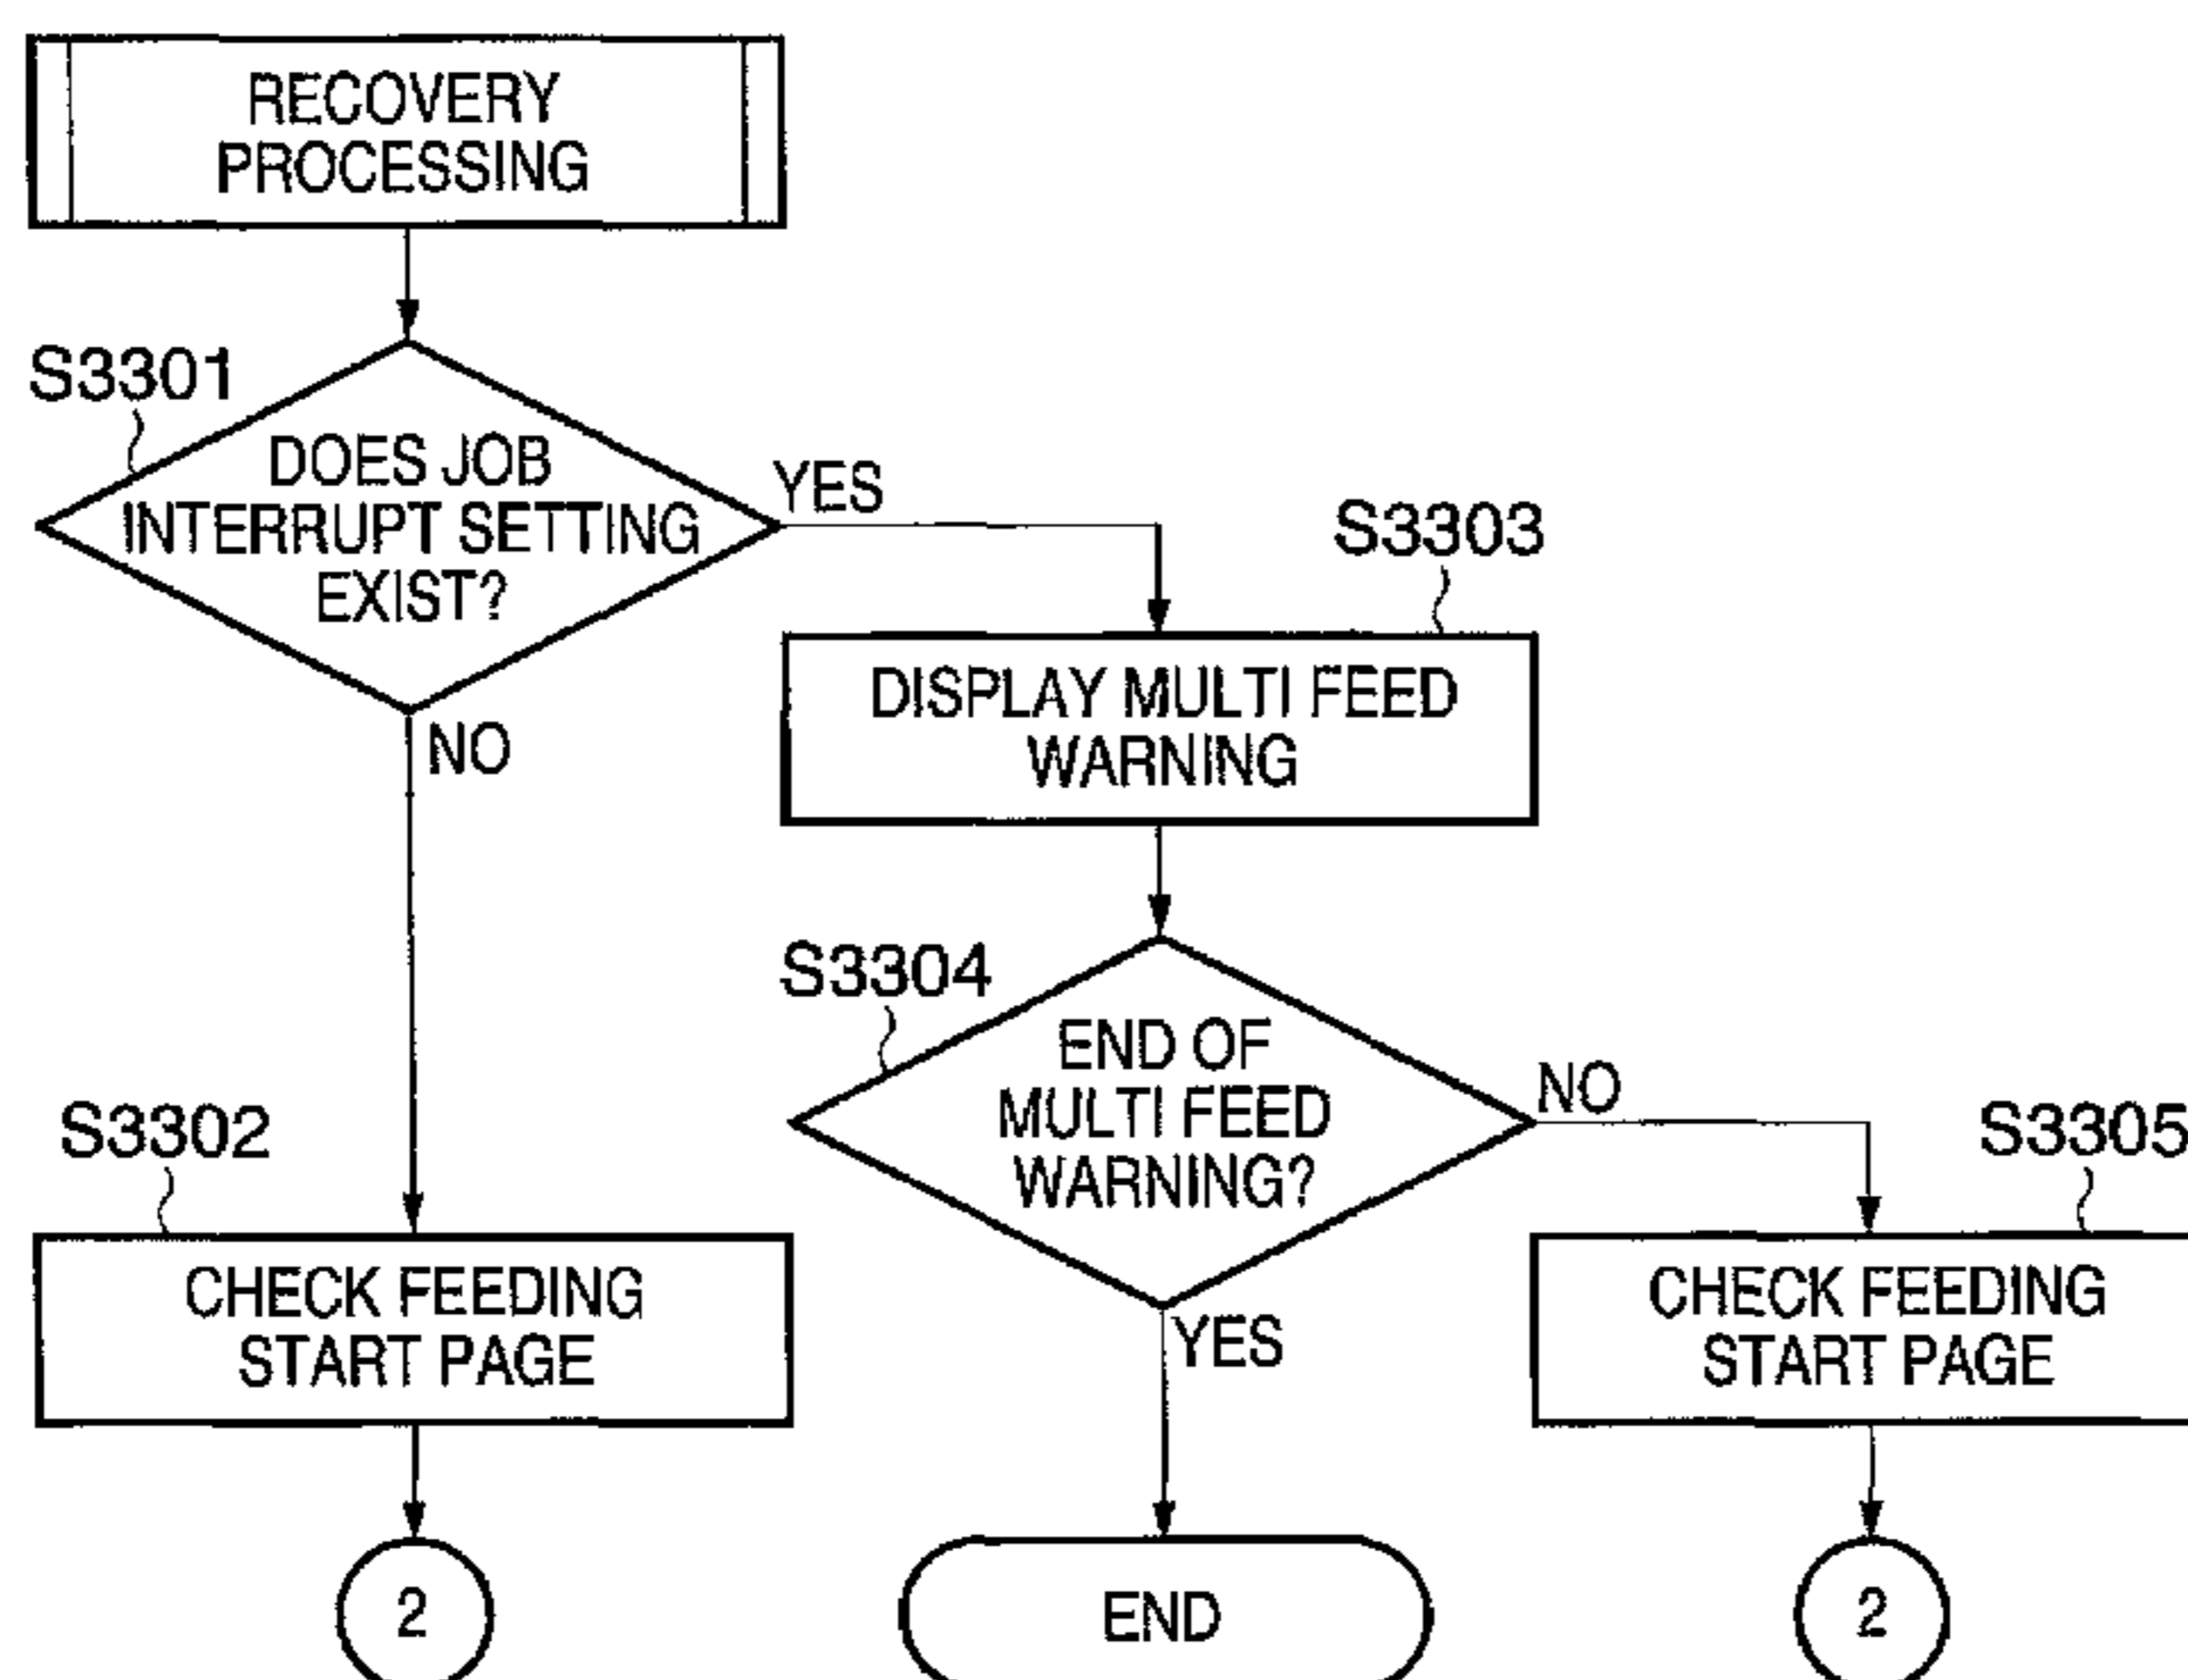 RECOVERY
PROCESSING
S3301
DOES JOB
INTERRUPT SETTING
EXIST?
YES
NO
S3303
DISPLAY MULTI FEED
WARNING
S3304
END OF
MULTI FEED
WARNING?
NO
YES
S3302
CHECK FEEDING
START PAGE
S3305
CHECK FEEDING
START PAGE
2
END
2